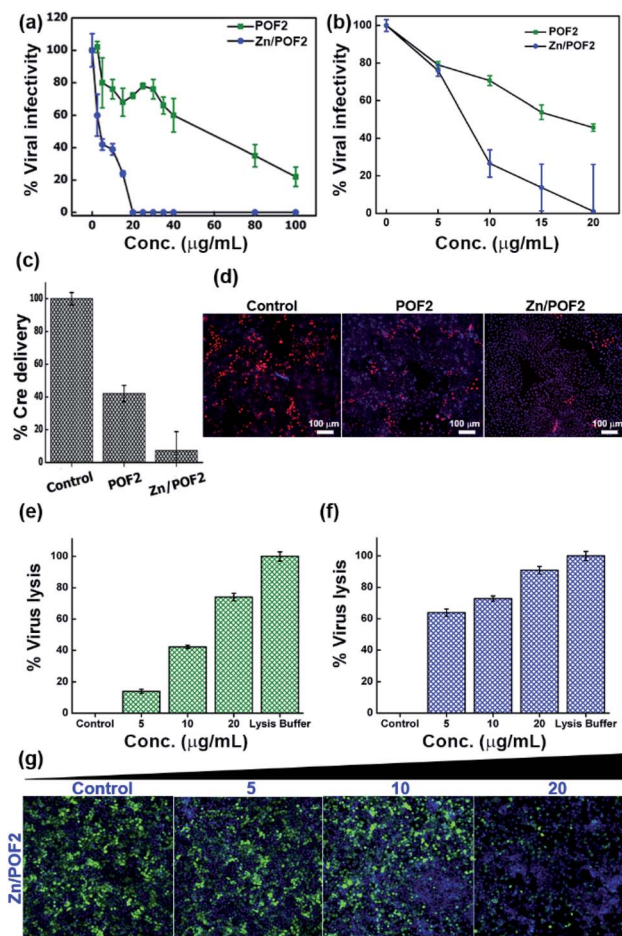 (a)
POF2
Zn/POF2
% Viral infectivity
120
100
80
60
40
20
0
0 20 40 60 80 100
Conc. (μg/mL)
(b)
POF2
Zn/POF2
% Viral infectivity
100
80
60
40
20
0
0 5 10 15 20
Conc. (μg/mL)
(c)
% Cre delivery
100
80
60
40
20
0
Control POF2 Zn/POF2
(d)
Control POF2 Zn/POF2
100 μm 100 μm 100 μm
(e)
% Virus lysis
100
80
60
40
20
0
Control 5 10 20 Lysis Buffer
Conc. (μg/mL)
(f)
% Virus lysis
100
80
60
40
20
0
Control 5 10 20 Lysis Buffer
Conc. (μg/mL)
(g)
Control 5 10 20
Zn/POF2